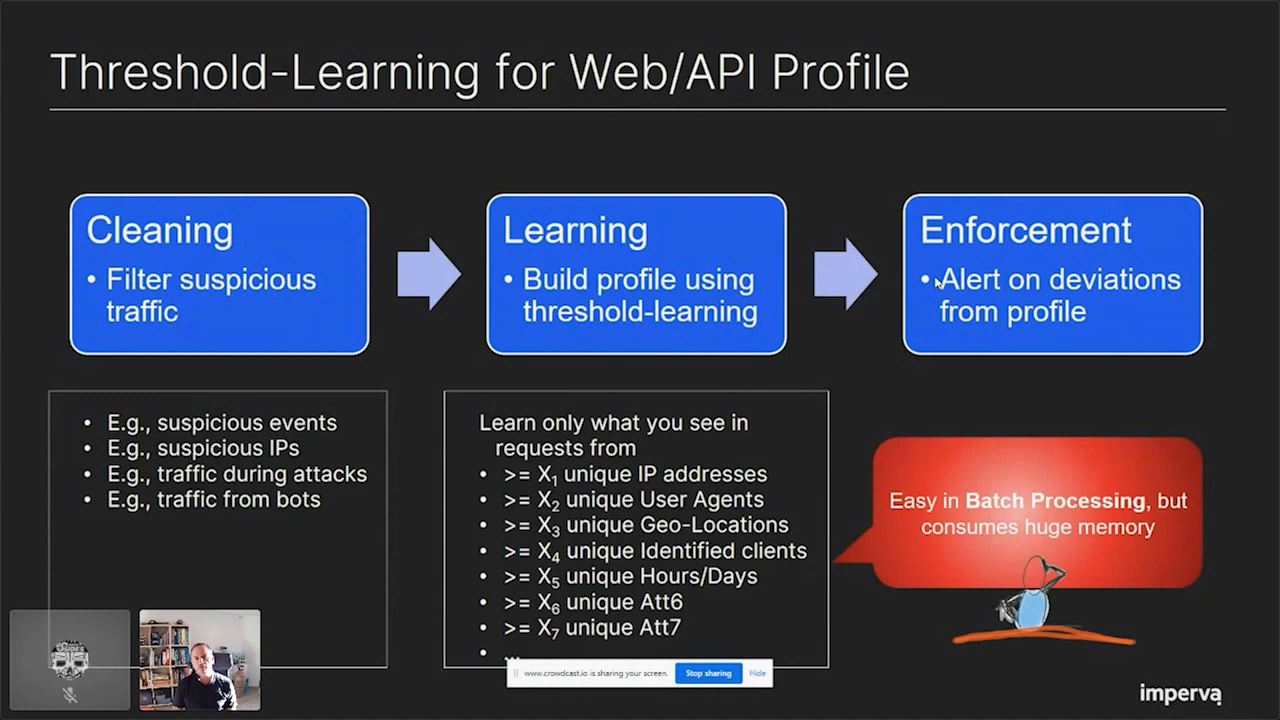 Threshold-Learning for Web/API Profile
Cleaning
• Filter suspicious
traffic
Learning
• Build profile using
threshold-learning
Enforcement
• Alert on deviations
from profile
• E.g., suspicious events
• E.g., suspicious IPs
• E.g., traffic during attacks
• E.g., traffic from bots
Learn only what you see in
requests from
• >= X₁ unique IP addresses
• >= X₂ unique User Agents
• >= X₃ unique Geo-Locations
• >= X₄ unique Identified clients
• >= X₅ unique Hours/Days
• >= X₆ unique Att6
• >= X₇ unique Att7
• ...
Easy in Batch Processing, but
consumes huge memory
www.crowdcast.io is sharing your screen.
Stop sharing
Hide
imperva